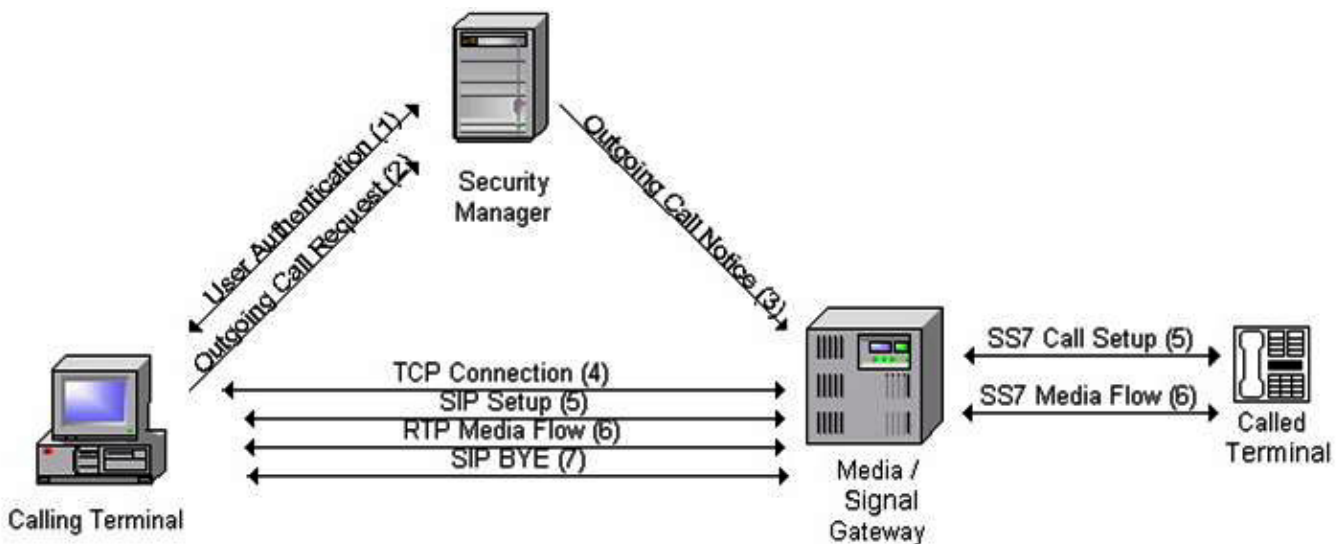 Security
Manager
User Authentication (1)
Outgoing Call Request (2)
Outgoing Call Notice (3)
TCP Connection (4)
SIP Setup (5)
RTP Media Flow (6)
SIP BYE (7)
SS7 Call Setup (5)
SS7 Media Flow (6)
Calling Terminal
Media /
Signal
Gateway
Called
Terminal